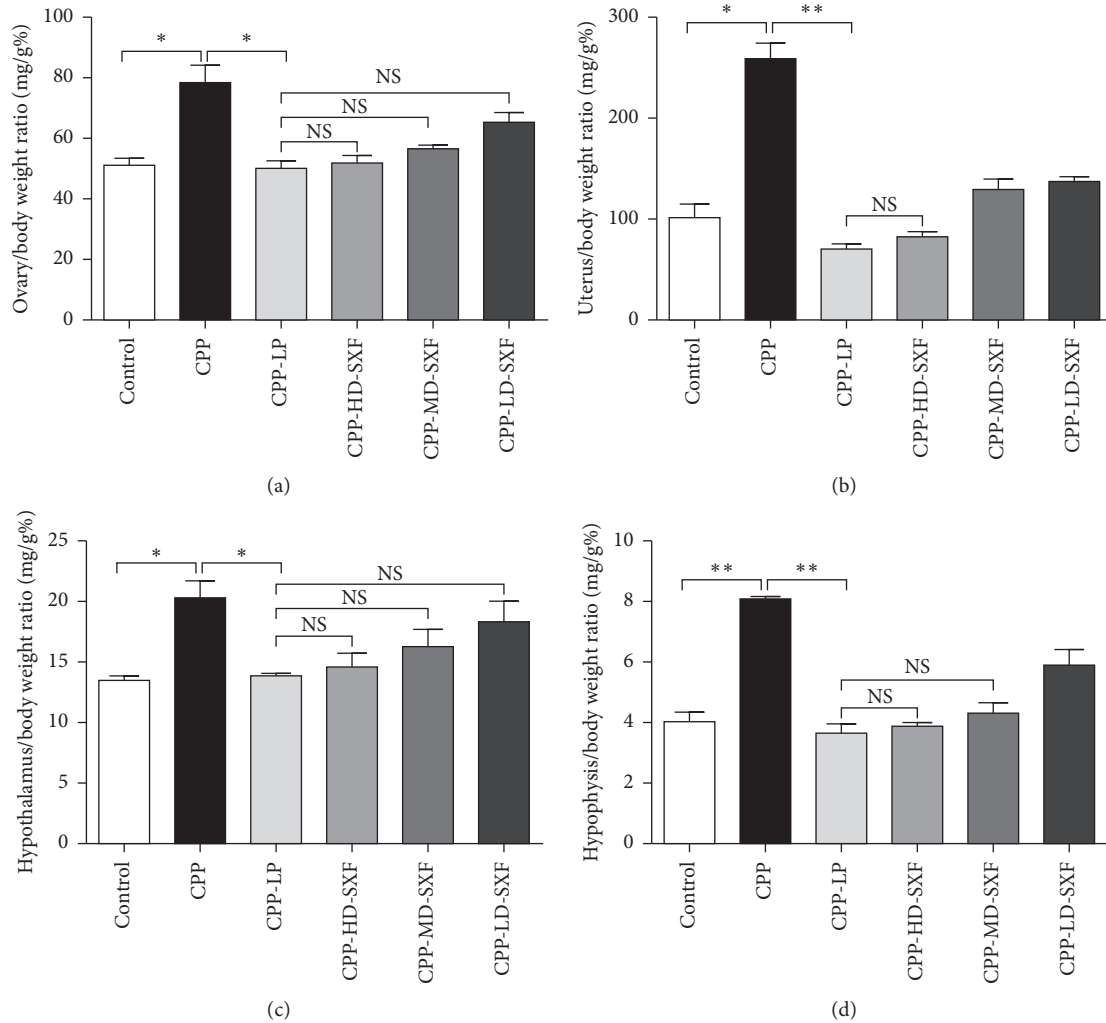 Ovary/body weight ratio (mg/g%)
100
80
60
40
20
0
*
*
NS
NS
NS
Control
CPP
CPP-LP
CPP-HD-SXF
CPP-MD-SXF
CPP-LD-SXF
(a)
Uterus/body weight ratio (mg/g%)
300
200
100
0
*
**
NS
Control
CPP
CPP-LP
CPP-HD-SXF
CPP-MD-SXF
CPP-LD-SXF
(b)
Hypothalamus/body weight ratio (mg/g%)
25
20
15
10
5
0
*
*
NS
NS
NS
Control
CPP
CPP-LP
CPP-HD-SXF
CPP-MD-SXF
CPP-LD-SXF
(c)
Hypophysis/body weight ratio (mg/g%)
10
8
6
4
2
0
**
**
NS
NS
Control
CPP
CPP-LP
CPP-HD-SXF
CPP-MD-SXF
CPP-LD-SXF
(d)